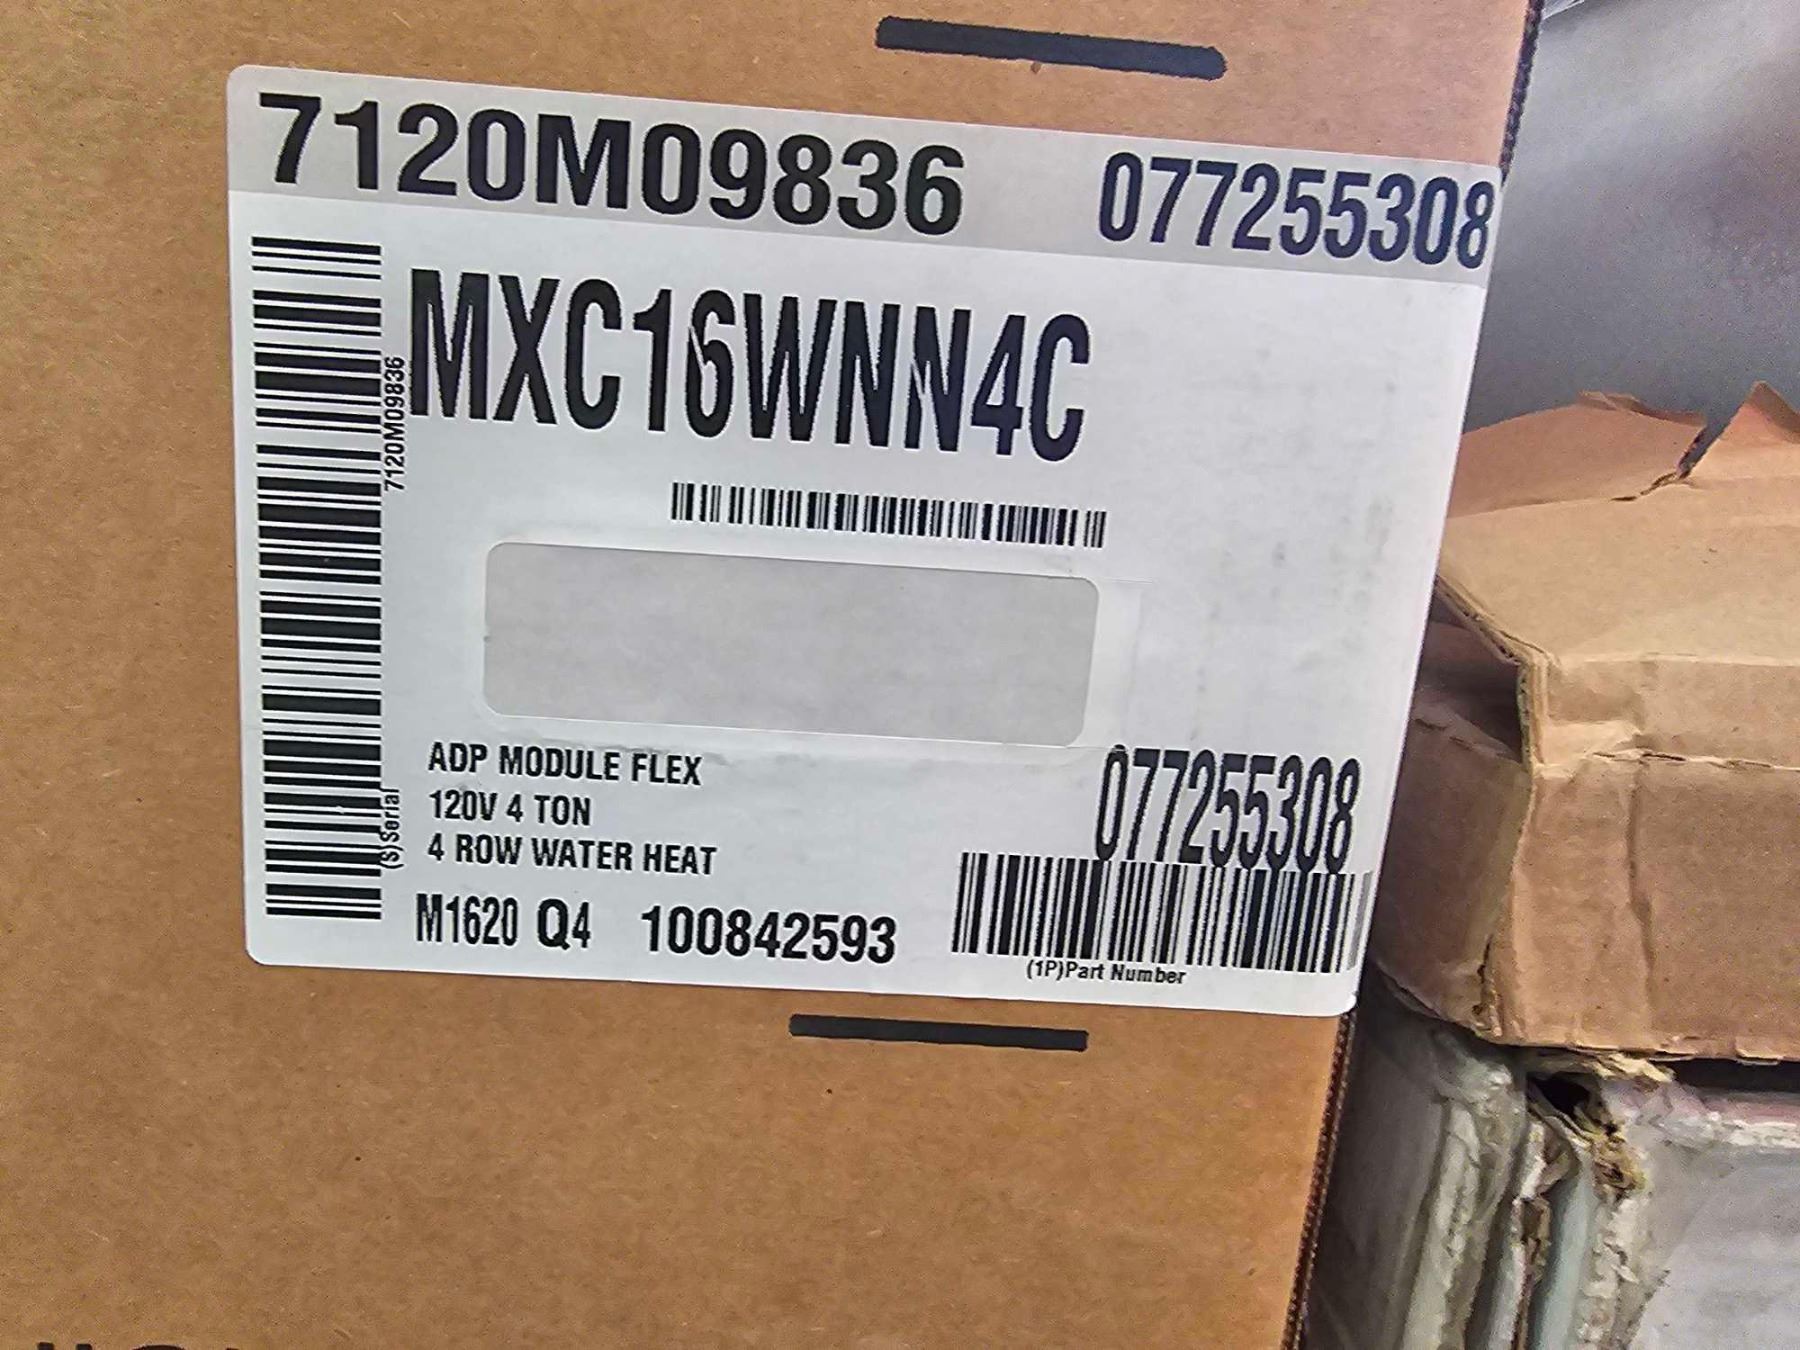 7120M09836 077255308
MXC16WNN4C
7120M09836
(S)Serial
ADP MODULE FLEX
120V 4 TON
4 ROW WATER HEAT
077255308
M1620 Q4 100842593
(1P)Part Number